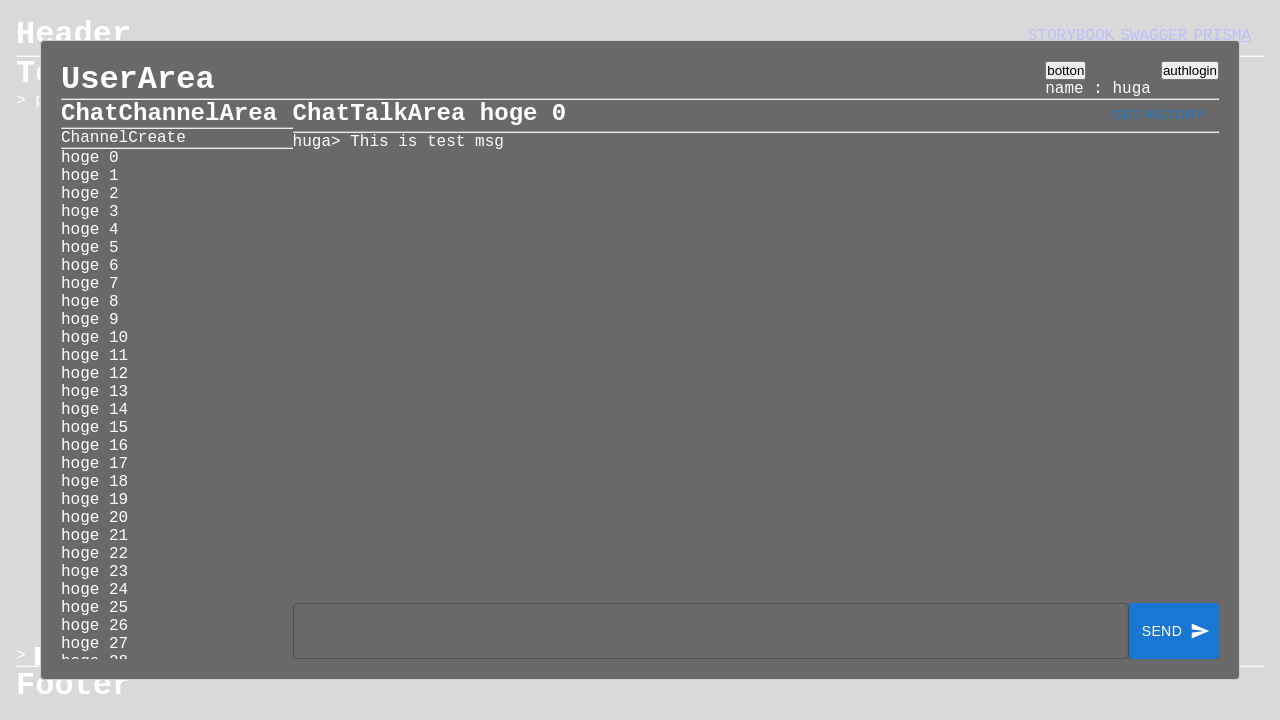 Header
STORYBOOK SWAGGER PRISMA
UserArea
botton
authlogin
name : huga
ChatChannelArea
ChatTalkArea hoge 0
GET HISTORY
ChannelCreate
huga> This is test msg
hoge 0
hoge 1
hoge 2
hoge 3
hoge 4
hoge 5
hoge 6
hoge 7
hoge 8
hoge 9
hoge 10
hoge 11
hoge 12
hoge 13
hoge 14
hoge 15
hoge 16
hoge 17
hoge 18
hoge 19
hoge 20
hoge 21
hoge 22
hoge 23
hoge 24
hoge 25
hoge 26
hoge 27
hoge 28
SEND
>
Footer